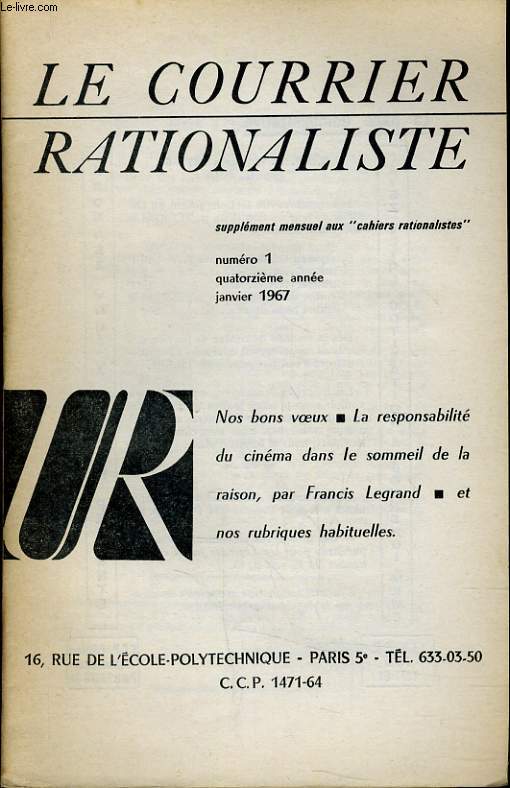 Le-livre.com
LE COURRIER
RATIONALISTE
supplément mensuel aux "cahiers rationalistes"
numéro 1
quatorzième année
janvier 1967
UR
Nos bons vœux ■ La responsabilité
du cinéma dans le sommeil de la
raison, par Francis Legrand ■ et
nos rubriques habituelles.
16, RUE DE L'ÉCOLE-POLYTECHNIQUE - PARIS 5e - TÉL. 633-03-50
C.C.P. 1471-64